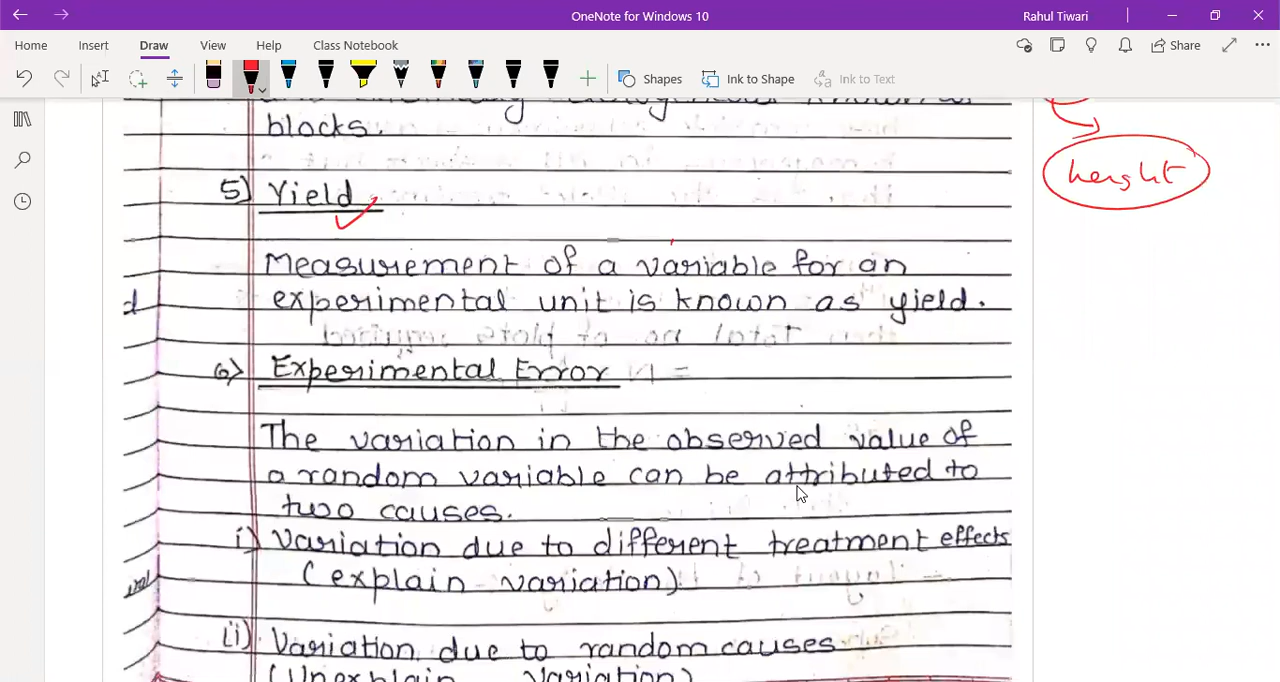 OneNote for Windows 10
Rahul Tiwari
Home Insert Draw View Help Class Notebook
Share
Shapes Ink to Shape Ink to Text
blocks.
height
5) Yield
Measurement of a variable for an
d
experimental unit is known as yield.
6) Experimental Error
The variation in the observed value of
a random variable can be attributed to
two causes.
i) Variation due to different treatment effects
(explain variation)
val
(i) Variation due to random causes
(Unexplain variation)